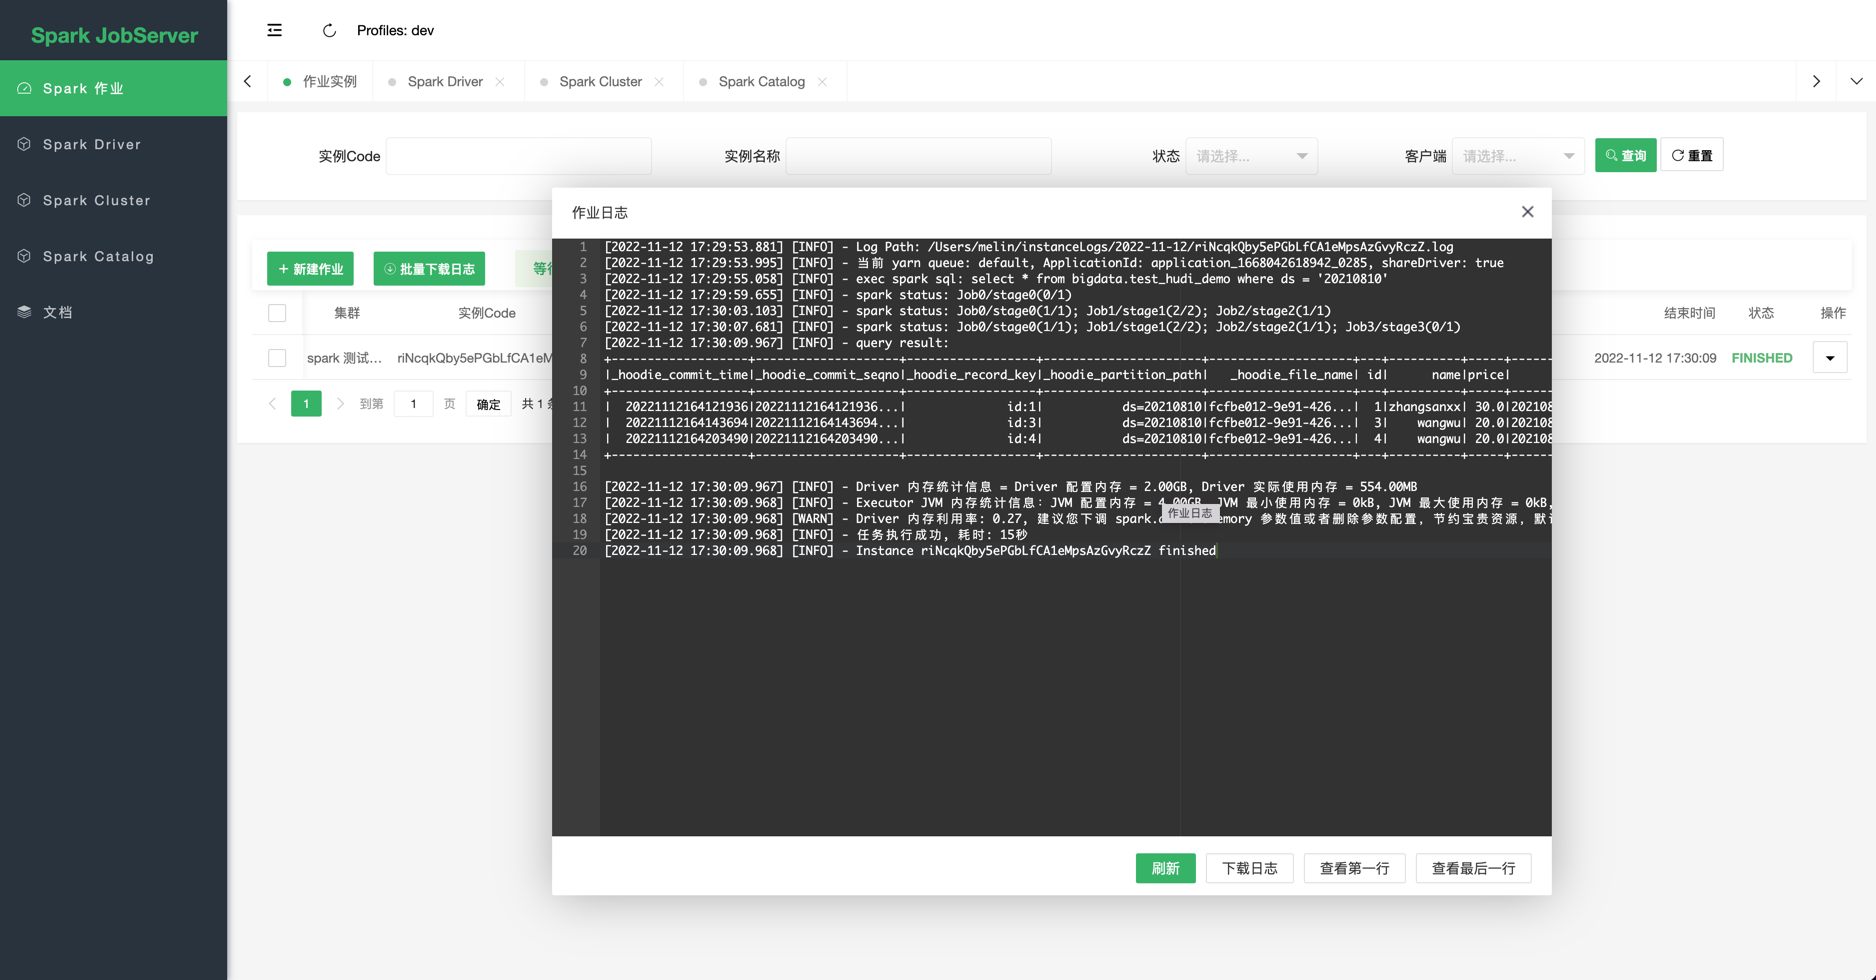 Spark JobServer
Profiles: dev
Spark 作业
Spark Driver
Spark Cluster
Spark Catalog
文档
作业实例
Spark Driver
Spark Cluster
Spark Catalog
实例Code
实例名称
状态 请选择...
客户端 请选择...
查询
重置
+ 新建作业
批量下载日志
集群 实例Code
结束时间 状态 操作
spark 测试... riNcqkQby5ePGbLfCA1eM
2022-11-12 17:30:09 FINISHED
1 到第 1 页 确定 共 1
作业日志
1 [2022-11-12 17:29:53.881] [INFO] - Log Path: /Users/melin/instanceLogs/2022-11-12/riNcqkQby5ePGbLfCA1eMpsAzGvyRczZ.log
2 [2022-11-12 17:29:53.995] [INFO] - 当前 yarn queue: default, ApplicationId: application_1668042618942_0285, shareDriver: true
3 [2022-11-12 17:29:55.058] [INFO] - exec spark sql: select * from bigdata.test_hudi_demo where ds = '20210810'
4 [2022-11-12 17:29:59.655] [INFO] - spark status: Job0/stage0(0/1)
5 [2022-11-12 17:30:03.103] [INFO] - spark status: Job0/stage0(1/1); Job1/stage1(2/2); Job2/stage2(1/1)
6 [2022-11-12 17:30:07.681] [INFO] - spark status: Job0/stage0(1/1); Job1/stage1(2/2); Job2/stage2(1/1); Job3/stage3(0/1)
7 [2022-11-12 17:30:09.967] [INFO] - query result:
8 +-------------------+--------------------+------------------+----------------------+--------------------+---+----------+-----+------
9 |_hoodie_commit_time|_hoodie_commit_seqno|_hoodie_record_key|_hoodie_partition_path|   _hoodie_file_name| id|      name|price|
10 +-------------------+--------------------+------------------+----------------------+--------------------+---+----------+-----+------
11 |  20221112164121936|20221112164121936...|              id:1|           ds=20210810|fcfbe012-9e91-426...|  1|zhangsanxx| 30.0|202108
12 |  20221112164143694|20221112164143694...|              id:3|           ds=20210810|fcfbe012-9e91-426...|  3|    wangwu| 20.0|202108
13 |  20221112164203490|20221112164203490...|              id:4|           ds=20210810|fcfbe012-9e91-426...|  4|    wangwu| 20.0|202108
14 +-------------------+--------------------+------------------+----------------------+--------------------+---+----------+-----+------
15
16 [2022-11-12 17:30:09.967] [INFO] - Driver 内存统计信息 = Driver 配置内存 = 2.00GB, Driver 实际使用内存 = 554.00MB
17 [2022-11-12 17:30:09.968] [INFO] - Executor JVM 内存统计信息: JVM 配置内存 = 4.00GB, JVM 最小使用内存 = 0kB, JVM 最大使用内存 = 0kB,
18 [2022-11-12 17:30:09.968] [WARN] - Driver 内存利用率: 0.27, 建议您下调 spark. emory 参数值或者删除参数配置, 节约宝贵资源, 默
作业日志
19 [2022-11-12 17:30:09.968] [INFO] - 任务执行成功, 耗时: 15秒
20 [2022-11-12 17:30:09.968] [INFO] - Instance riNcqkQby5ePGbLfCA1eMpsAzGvyRczZ finished
刷新
下载日志
查看第一行
查看最后一行